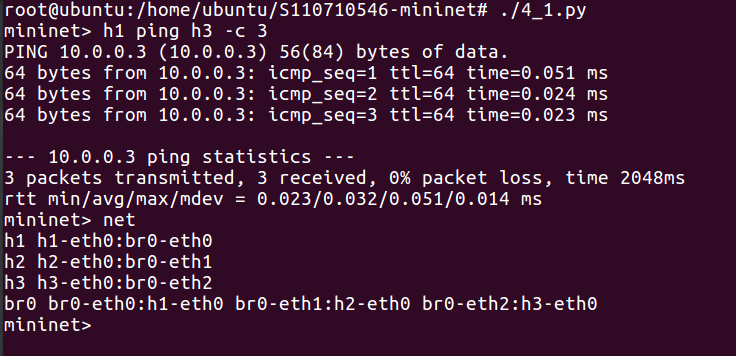 root@ubuntu:/home/ubuntu/S110710546-mininet# ./4_1.py
mininet> h1 ping h3 -c 3
PING 10.0.0.3 (10.0.0.3) 56(84) bytes of data.
64 bytes from 10.0.0.3: icmp_seq=1 ttl=64 time=0.051 ms
64 bytes from 10.0.0.3: icmp_seq=2 ttl=64 time=0.024 ms
64 bytes from 10.0.0.3: icmp_seq=3 ttl=64 time=0.023 ms

--- 10.0.0.3 ping statistics ---
3 packets transmitted, 3 received, 0% packet loss, time 2048ms
rtt min/avg/max/mdev = 0.023/0.032/0.051/0.014 ms
mininet> net
h1 h1-eth0:br0-eth0
h2 h2-eth0:br0-eth1
h3 h3-eth0:br0-eth2
br0 br0-eth0:h1-eth0 br0-eth1:h2-eth0 br0-eth2:h3-eth0
mininet>